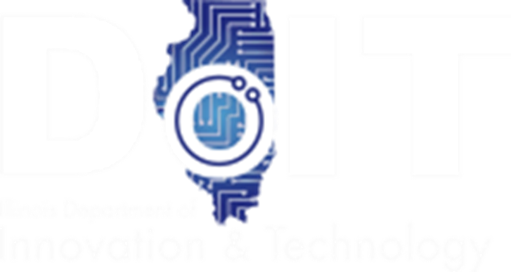 DoIT
Illinois Department of
Innovation & Technology